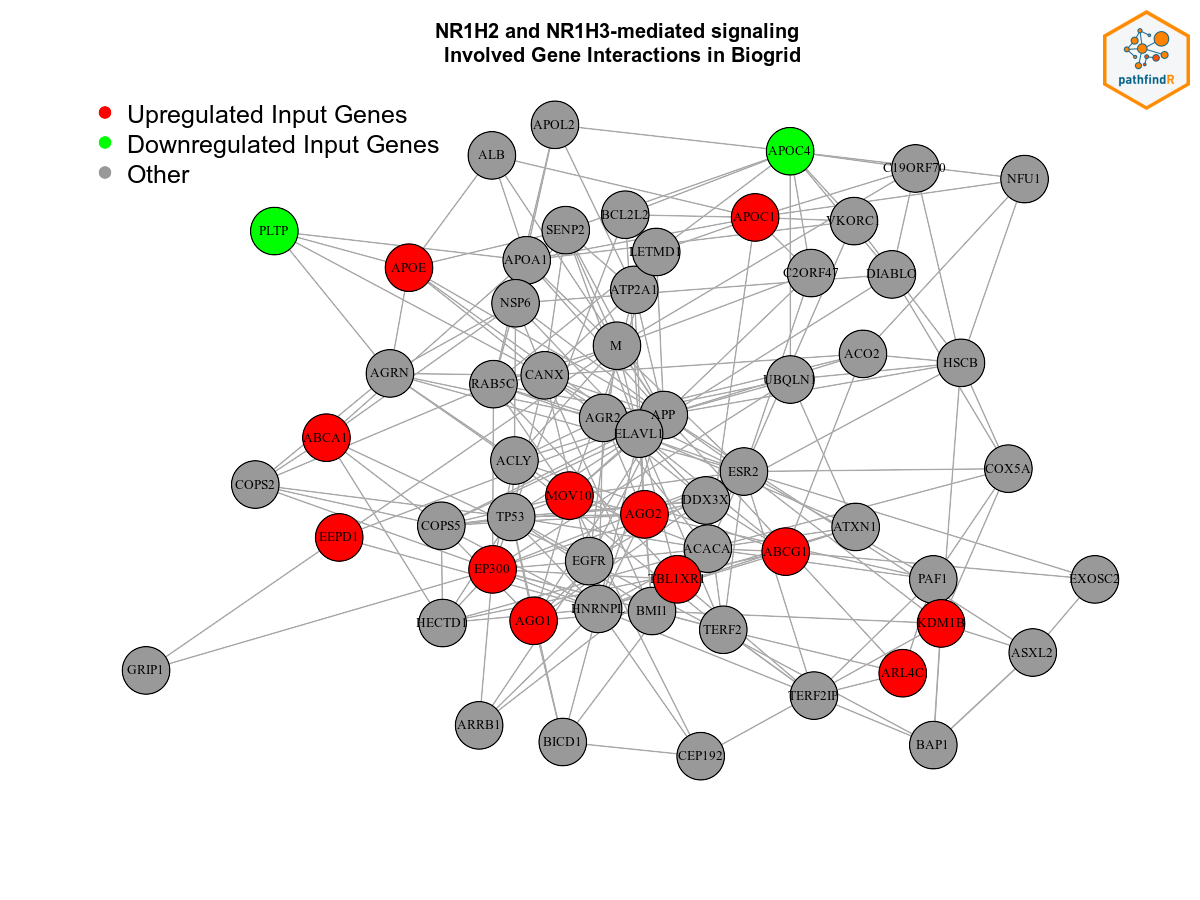 NR1H2 and NR1H3-mediated signaling
Involved Gene Interactions in Biogrid
pathfindR
Upregulated Input Genes
Downregulated Input Genes
Other
APOL2
ALB
APOC4
C19ORF70
NFU1
PLTP
SENP2
BCL2L2
APOC1
VKORC
APOE
APOA1
LETMD1
C2ORF47
DIABLO
NSP6
ATP2A1
M
ACO2
HSCB
AGRN
RAB5C
CANX
UBQLN1
AGR2
APP
ELAVL1
ABCA1
ACLY
ESR2
COX5A
COPS2
MOV10
DDX3X
COPS5
TP53
AGO2
ATXN1
EEPD1
ACACA
ABCG1
EP300
EGFR
TBL1XR1
PAF1
EXOSC2
HECTD1
AGO1
HNRNPL
BMI1
TERF2
KDM1B
ASXL2
GRIP1
ARL4C
TERF2IP
ARRB1
BICD1
CEP192
BAP1